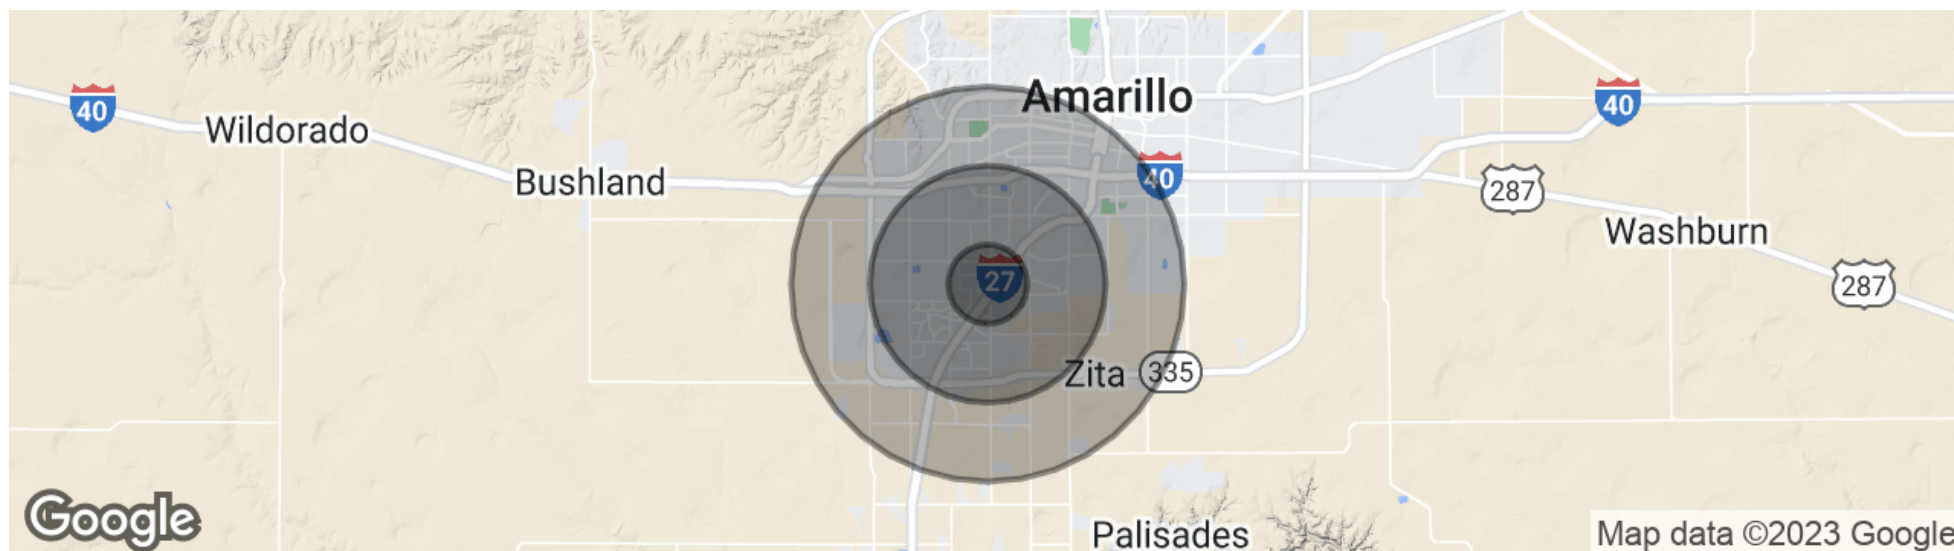 Amarillo
40
40
Wildorado
Bushland
40
287
Washburn
27
287
Zita
335
Google
Palisades
Map data ©2023 Google